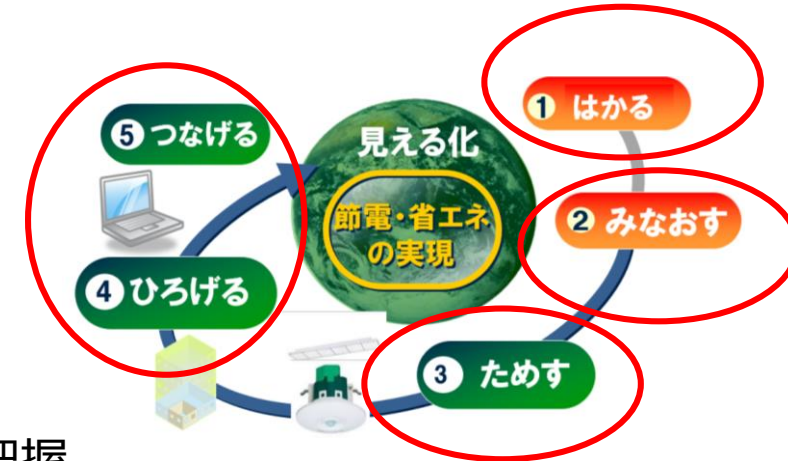 見える化
節電・省エネ
の実現
1 はかる
2 みなおす
3 ためす
4 ひろげる
5 つなげる